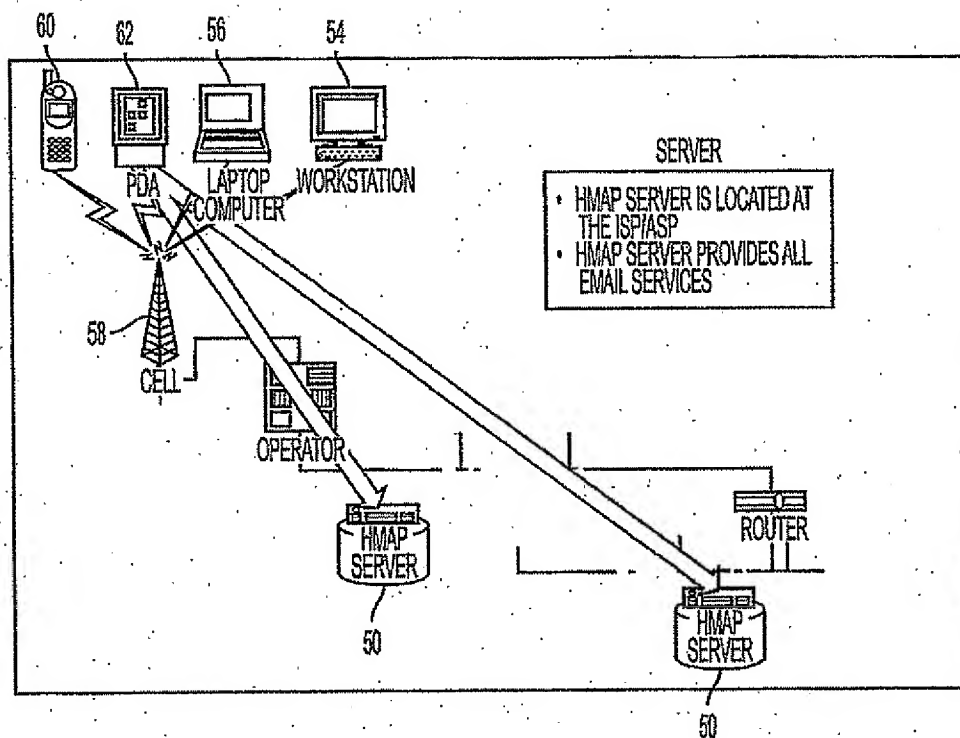 60
62
56
54
PDA
LAPTOP
COMPUTER
WORKSTATION
SERVER
• HMAP SERVER IS LOCATED AT
THE ISP/ASP
• HMAP SERVER PROVIDES ALL
EMAIL SERVICES
58
CELL
OPERATOR
HMAP
SERVER
50
ROUTER
HMAP
SERVER
50